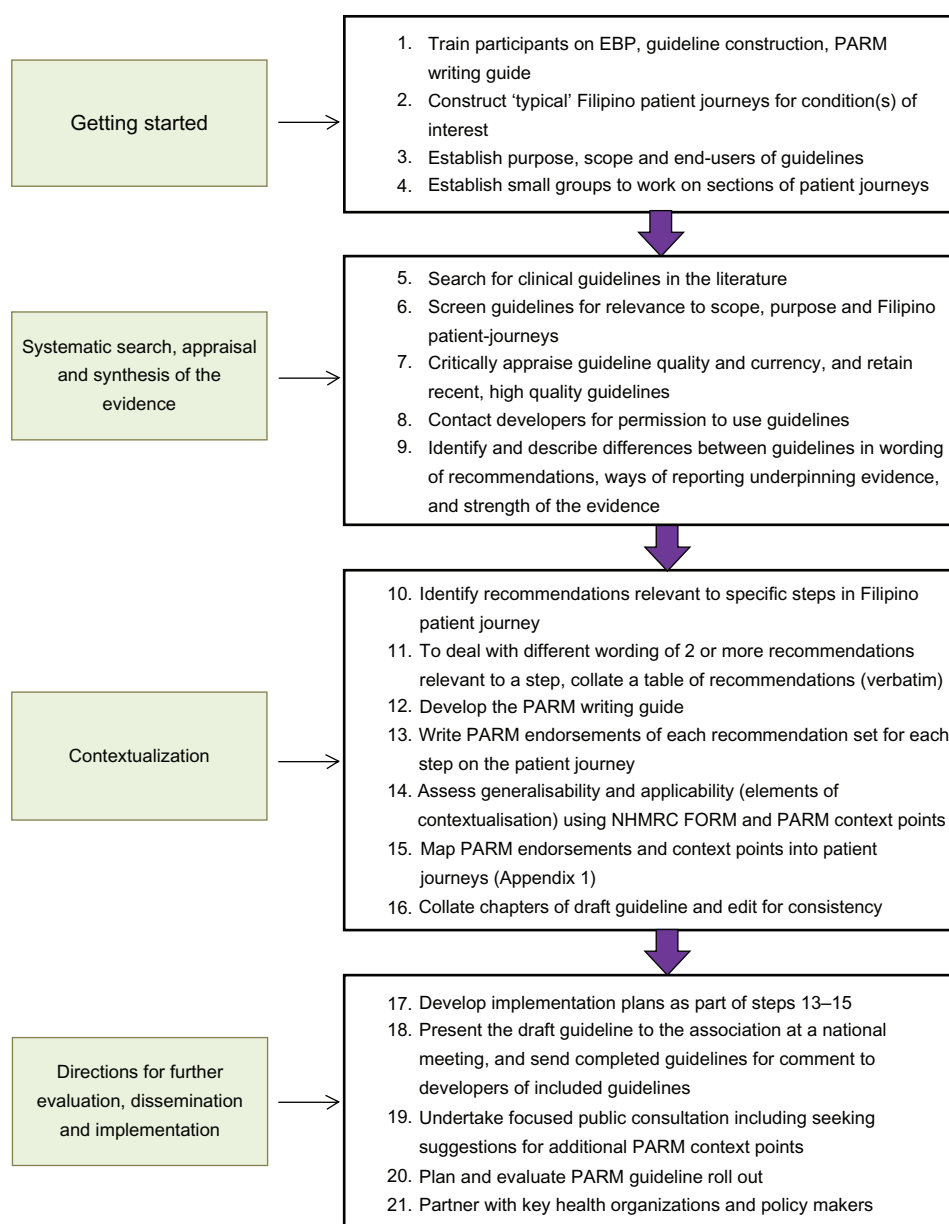 Getting started
1. Train participants on EBP, guideline construction, PARM
writing guide
2. Construct ‘typical’ Filipino patient journeys for condition(s) of
interest
3. Establish purpose, scope and end-users of guidelines
4. Establish small groups to work on sections of patient journeys
Systematic search, appraisal
and synthesis of the
evidence
5. Search for clinical guidelines in the literature
6. Screen guidelines for relevance to scope, purpose and Filipino
patient-journeys
7. Critically appraise guideline quality and currency, and retain
recent, high quality guidelines
8. Contact developers for permission to use guidelines
9. Identify and describe differences between guidelines in wording
of recommendations, ways of reporting underpinning evidence,
and strength of the evidence
Contextualization
10. Identify recommendations relevant to specific steps in Filipino
patient journey
11. To deal with different wording of 2 or more recommendations
relevant to a step, collate a table of recommendations (verbatim)
12. Develop the PARM writing guide
13. Write PARM endorsements of each recommendation set for each
step on the patient journey
14. Assess generalisability and applicability (elements of
contextualisation) using NHMRC FORM and PARM context points
15. Map PARM endorsements and context points into patient
journeys (Appendix 1)
16. Collate chapters of draft guideline and edit for consistency
Directions for further
evaluation, dissemination
and implementation
17. Develop implementation plans as part of steps 13–15
18. Present the draft guideline to the association at a national
meeting, and send completed guidelines for comment to
developers of included guidelines
19. Undertake focused public consultation including seeking
suggestions for additional PARM context points
20. Plan and evaluate PARM guideline roll out
21. Partner with key health organizations and policy makers